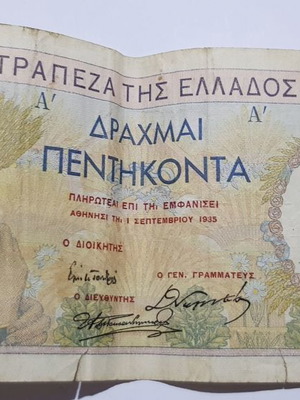 ΤΡΑΠΕΖΑ ΤΗΣ ΕΛΛΑΔΟΣ
Α' Α'
ΔΡΑΧΜΑΙ
ΠΕΝΤΗΚΟΝΤΑ
ΠΛΗΡΩΤΕΑΙ ΕΠΙ ΤΗι ΕΜΦΑΝΙΣΕΙ
ΑΘΗΝΗΣΙ ΤΗι 1 ΣΕΠΤΕΜΒΡΙΟΥ 1935
Ο ΔΙΟΙΚΗΤΗΣ
Ο ΓΕΝ. ΓΡΑΜΜΑΤΕΥΣ
Ο ΔΙΕΥΘΥΝΤΗΣ